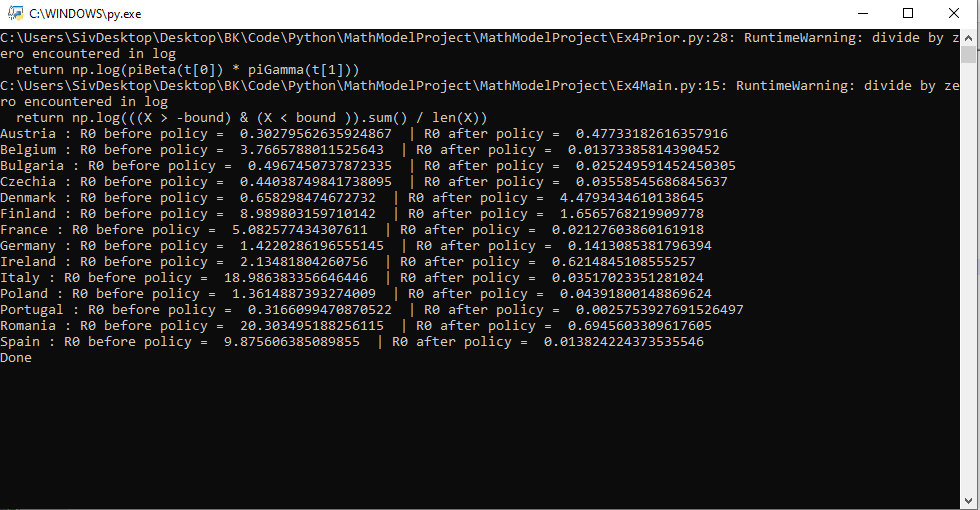 C:\WINDOWS\py.exe
C:\Users\SivDesktop\Desktop\BK\Code\Python\MathModelProject\MathModelProject\Ex4Prior.py:28: RuntimeWarning: divide by z
ero encountered in log
  return np.log(piBeta(t[0]) * piGamma(t[1]))
C:\Users\SivDesktop\Desktop\BK\Code\Python\MathModelProject\MathModelProject\Ex4Main.py:15: RuntimeWarning: divide by ze
ro encountered in log
  return np.log(((X > -bound) & (X < bound )).sum() / len(X))
Austria : R0 before policy =  0.30279562635924867  | R0 after policy =  0.47733182616357916
Belgium : R0 before policy =  3.7665788011525643  | R0 after policy =  0.01373385814390452
Bulgaria : R0 before policy =  0.4967450737872335  | R0 after policy =  0.025249591452450305
Czechia : R0 before policy =  0.44038749841738095  | R0 after policy =  0.03558545686845637
Denmark : R0 before policy =  0.658298474672732  | R0 after policy =  4.4793434610138645
Finland : R0 before policy =  8.989803159710142  | R0 after policy =  1.6565768219909778
France : R0 before policy =  5.082577434307611  | R0 after policy =  0.02127603860161918
Germany : R0 before policy =  1.4220286196555145  | R0 after policy =  0.1413085381796394
Ireland : R0 before policy =  2.13481804260756  | R0 after policy =  0.6214845108555257
Italy : R0 before policy =  18.986383356646446  | R0 after policy =  0.03517023351281024
Poland : R0 before policy =  1.3614887393274009  | R0 after policy =  0.04391800148869624
Portugal : R0 before policy =  0.3166099470870522  | R0 after policy =  0.0025753927691526497
Romania : R0 before policy =  20.303495188256115  | R0 after policy =  0.6945603309617605
Spain : R0 before policy =  9.875606385089855  | R0 after policy =  0.013824224373535546
Done